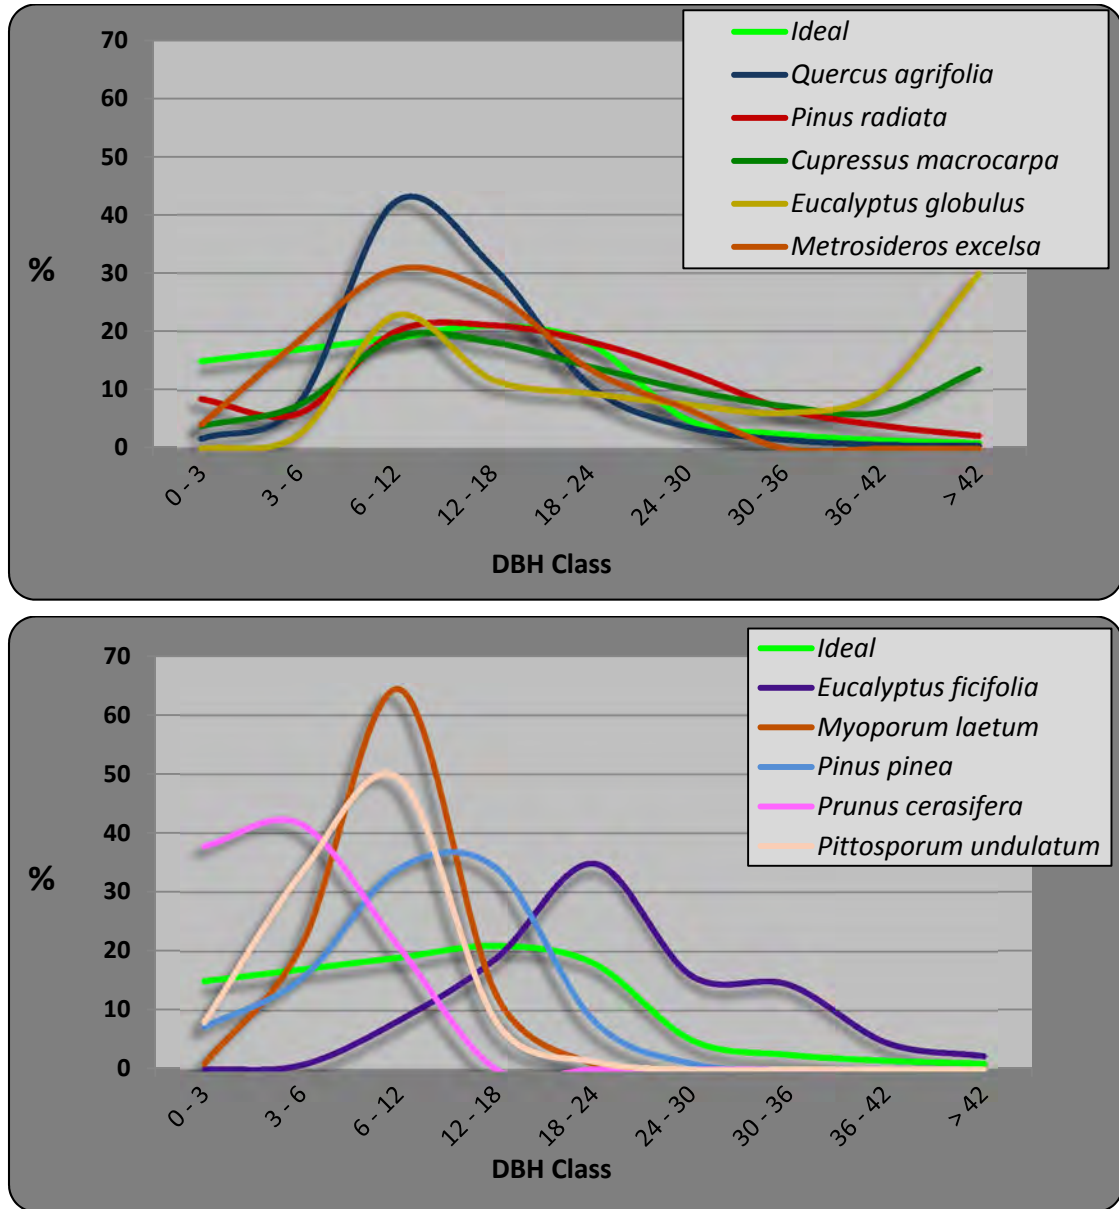 70
60
50
40
30
20
10
0
%
Ideal
Quercus agrifolia
Pinus radiata
Cupressus macrocarpa
Eucalyptus globulus
Metrosideros excelsa
0 - 3
3 - 6
6 - 12
12 - 18
18 - 24
24 - 30
30 - 36
36 - 42
> 42
DBH Class
70
60
50
40
30
20
10
0
%
Ideal
Eucalyptus ficifolia
Myoporum laetum
Pinus pinea
Prunus cerasifera
Pittosporum undulatum
0 - 3
3 - 6
6 - 12
12 - 18
18 - 24
24 - 30
30 - 36
36 - 42
> 42
DBH Class